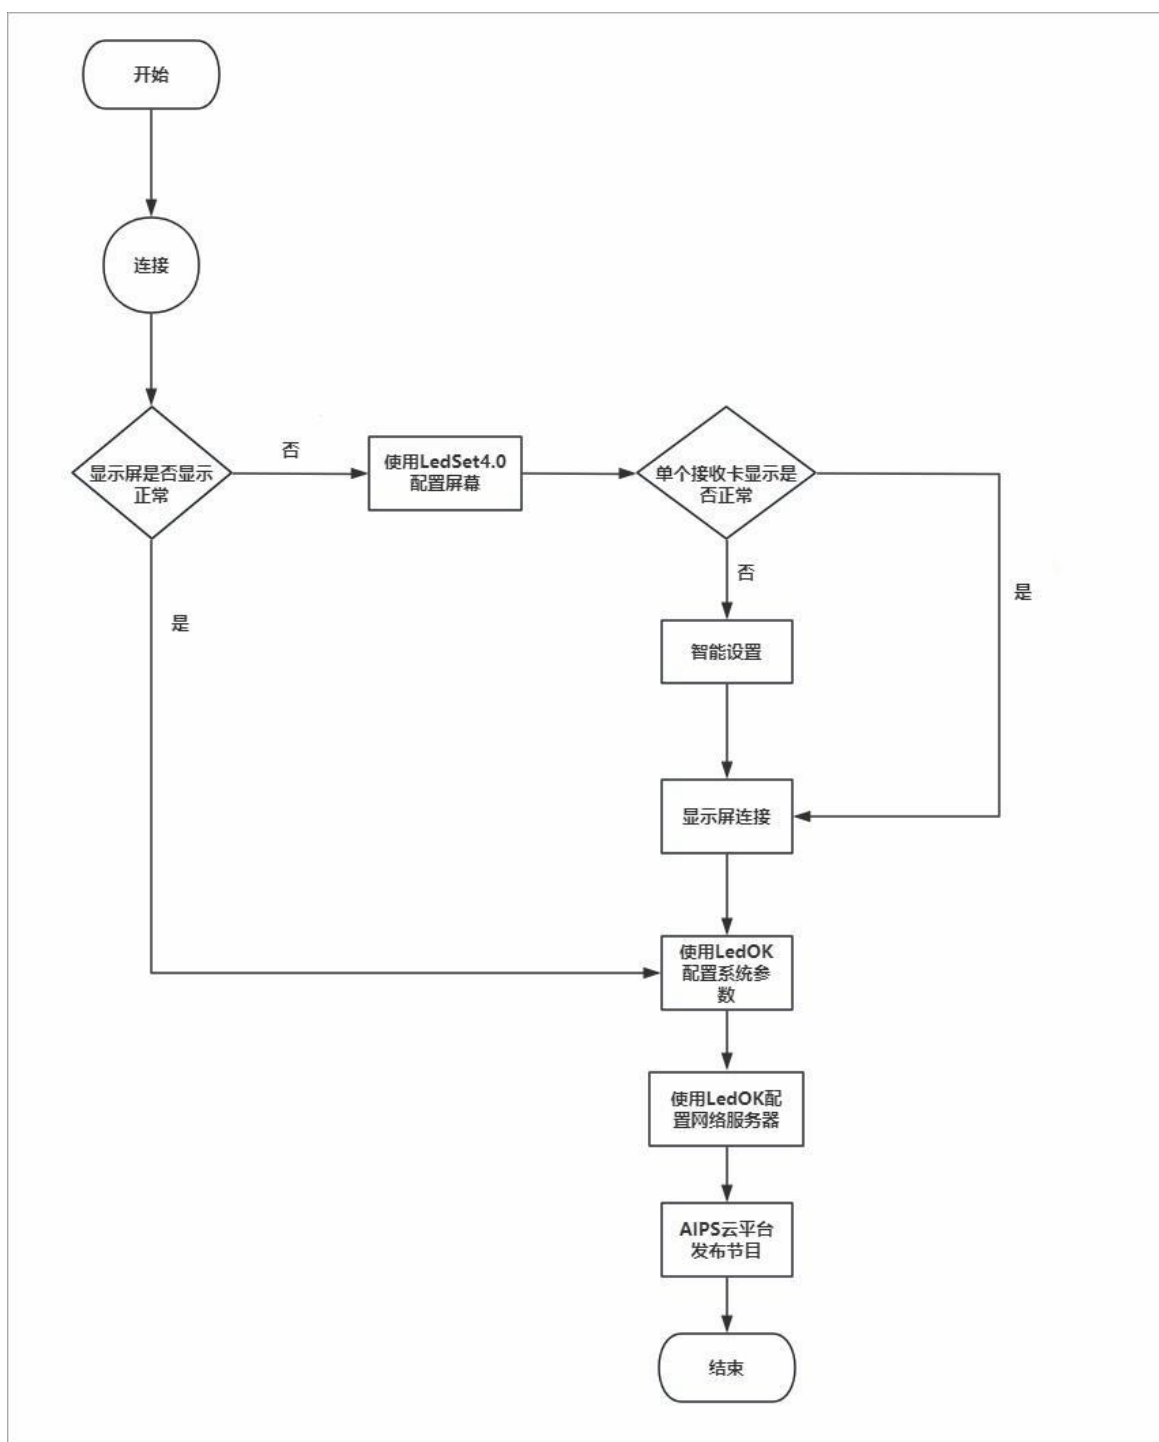 开始
连接
显示屏是否显示
正常
否
使用LedSet4.0
配置屏幕
单个接收卡显示是
否正常
否
是
是
智能设置
显示屏连接
使用LedOK
配置系统参
数
使用LedOK配
置网络服务器
AIPS云平台
发布节目
结束